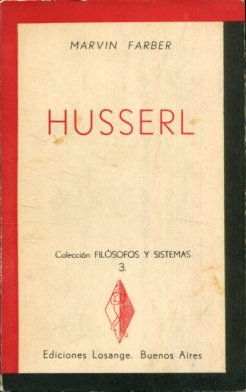 MARVIN FARBER
HUSSERL
Colección FILÓSOFOS Y SISTEMAS
3.
Ediciones Losange. Buenos Aires